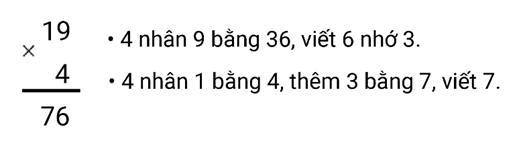 19
×
4
76
• 4 nhân 9 bằng 36, viết 6 nhớ 3.
• 4 nhân 1 bằng 4, thêm 3 bằng 7, viết 7.